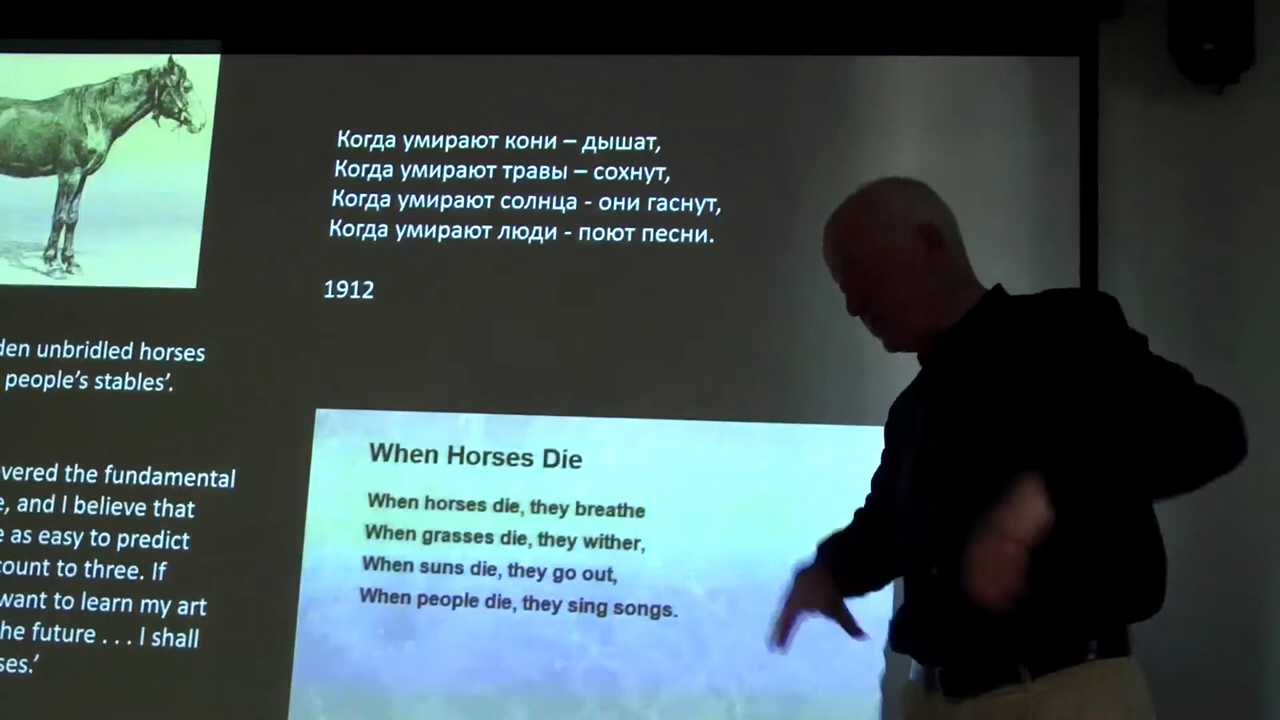 den unbridled horses
people's stables'.
vered the fundamental
e, and I believe that
e as easy to predict
ount to three. If
want to learn my art
he future . . . I shall
ses.'
Когда умирают кони – дышат,
Когда умирают травы – сохнут,
Когда умирают солнца - они гаснут,
Когда умирают люди - поют песни.
1912
When Horses Die
When horses die, they breathe
When grasses die, they wither,
When suns die, they go out,
When people die, they sing songs.